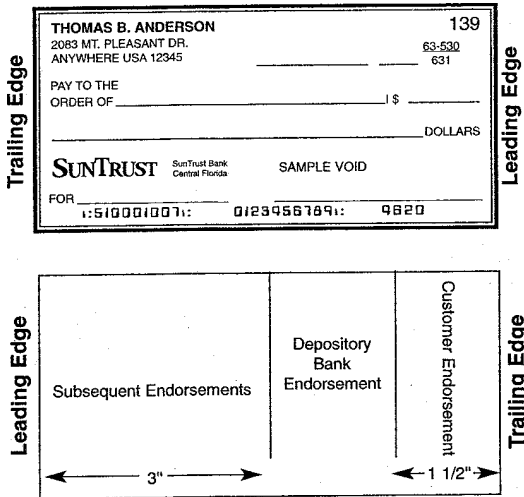 THOMAS B. ANDERSON 139
2083 MT. PLEASANT DR. 63-530
ANYWHERE USA 12345 631
PAY TO THE
ORDER OF | $
DOLLARS
SUNTRUST SunTrust Bank SAMPLE VOID
Central Florida
FOR
⑆510001007⑆ 0123456789⑆ 9620
Trailing Edge
Leading Edge
Leading Edge
Subsequent Endorsements
Depository
Bank
Endorsement
Customer Endorsement
Trailing Edge
3"
1 1/2"